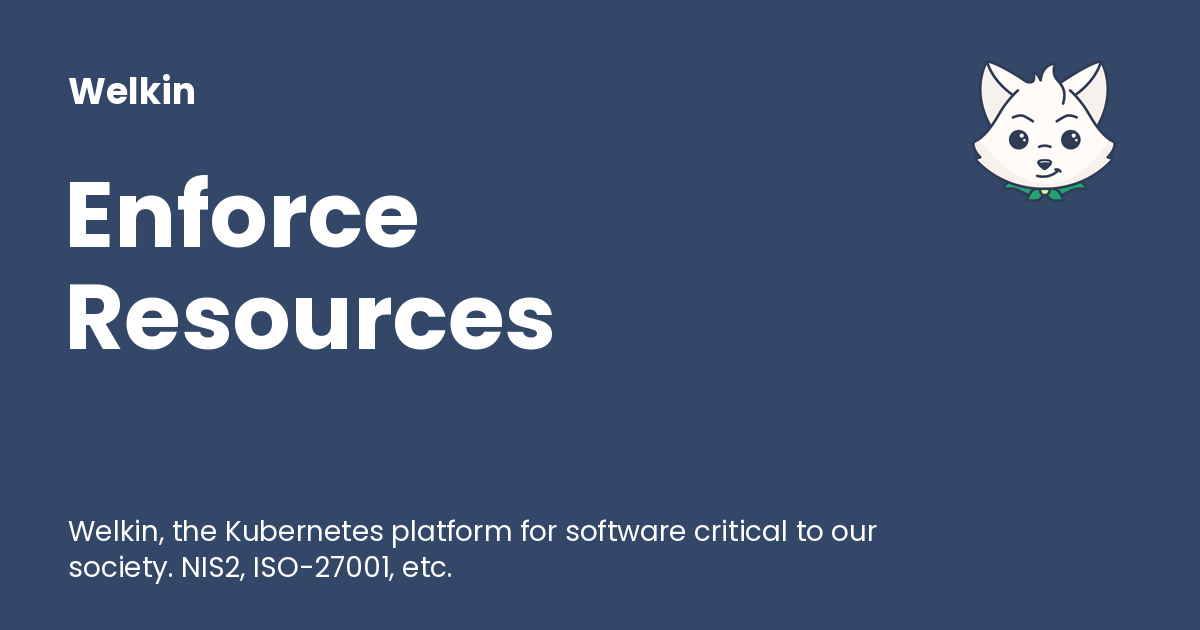 Welkin
Enforce
Resources
Welkin, the Kubernetes platform for software critical to our
society. NIS2, ISO-27001, etc.